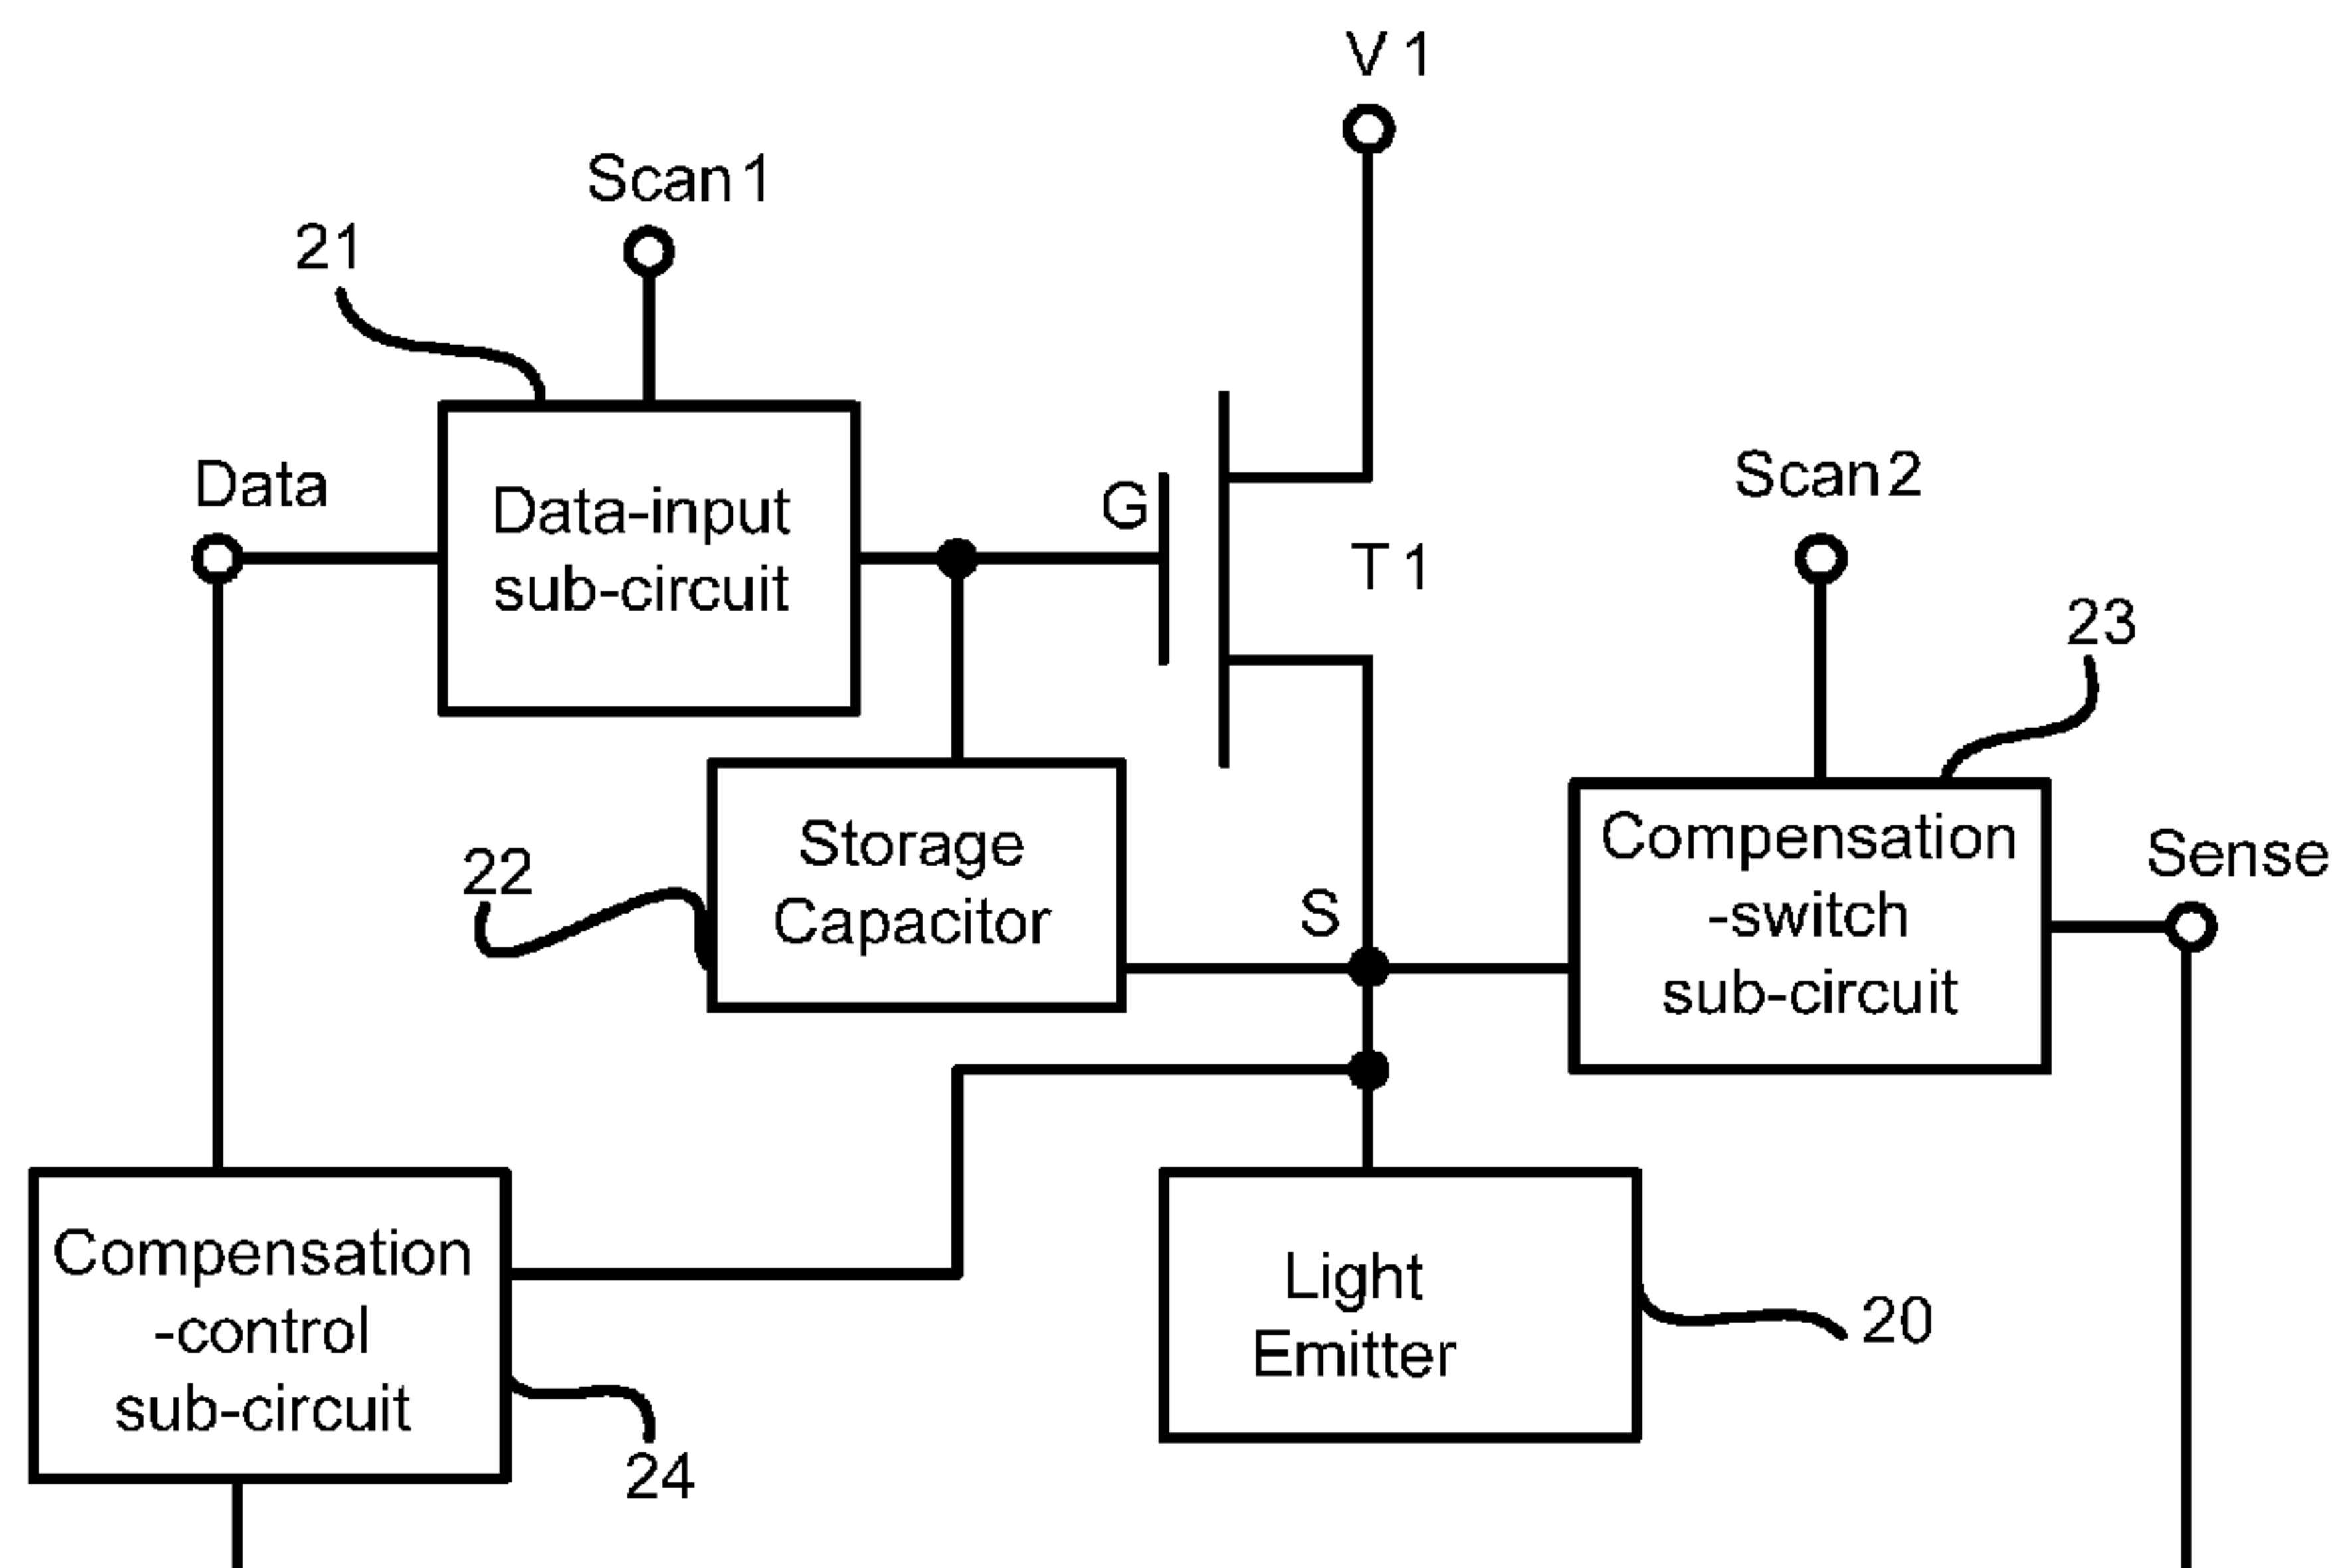 V1
Scan1
21
Data
Data-input
sub-circuit
G
T1
Scan2
23
Storage
Capacitor
22
S
Compensation
-switch
sub-circuit
Sense
Compensation
-control
sub-circuit
24
Light
Emitter
20